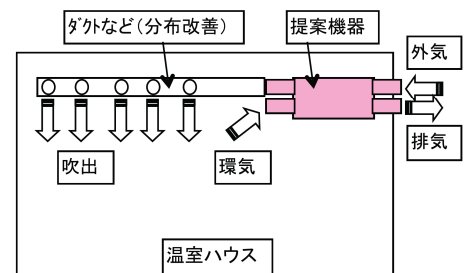 ﾀﾞｸﾄなど（分布改善）
提案機器
外気
吹出
環気
排気
温室ハウス